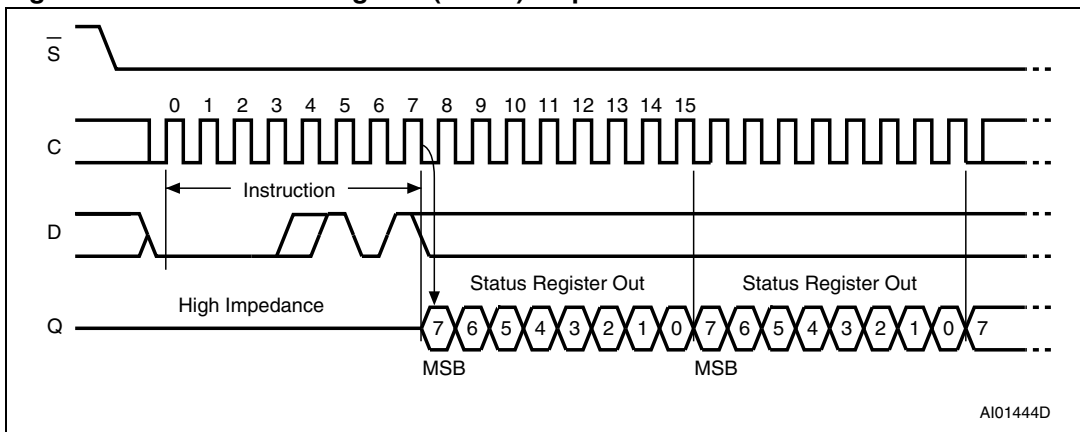 S
0 1 2 3 4 5 6 7 8 9 10 11 12 13 14 15
C
Instruction
D
Status Register Out Status Register Out
High Impedance
Q 7 6 5 4 3 2 1 0 7 6 5 4 3 2 1 0 7
MSB MSB
AI01444D